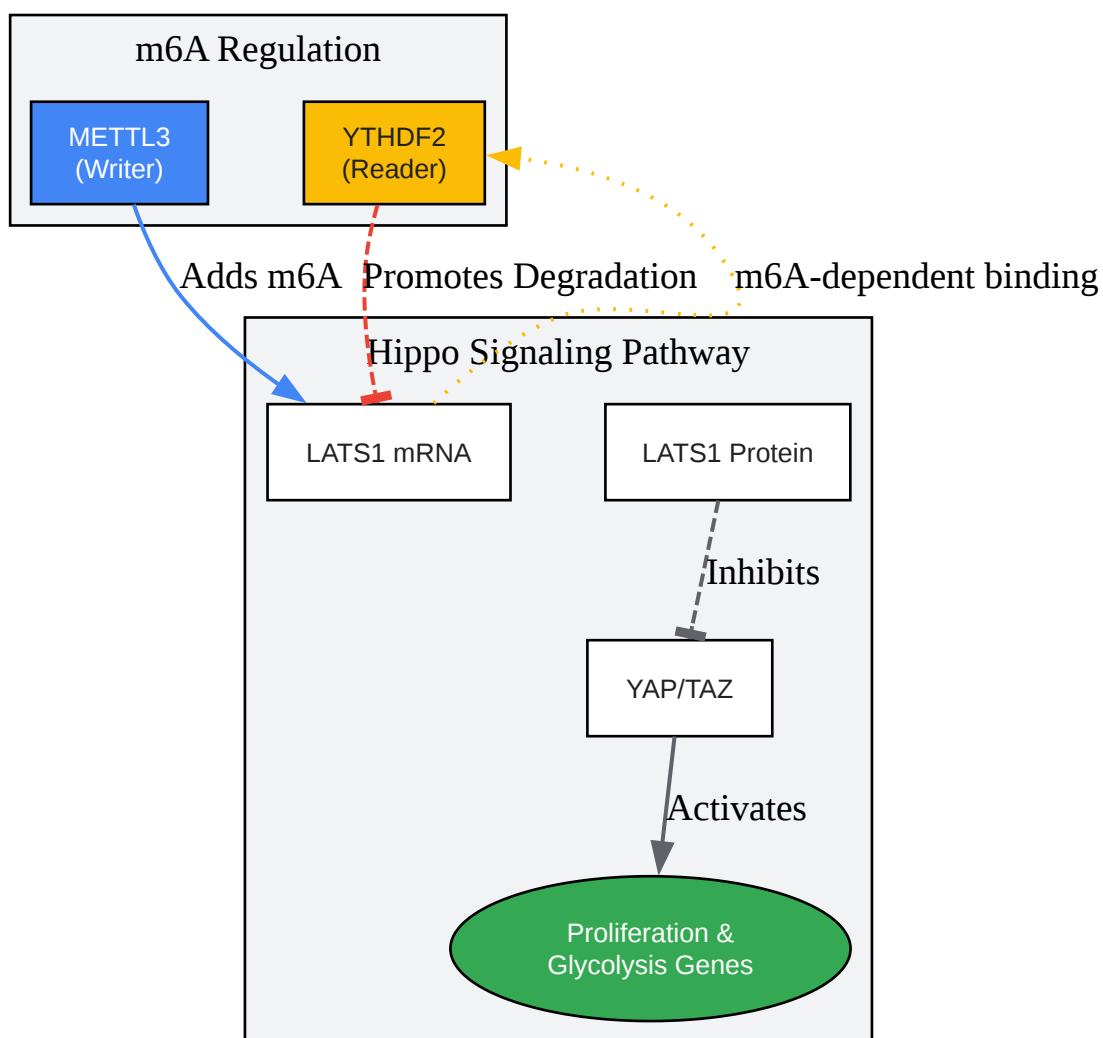 m6A Regulation
METTL3
(Writer)
YTHDF2
(Reader)
Adds m6A
Promotes Degradation
m6A-dependent binding
Hippo Signaling Pathway
LATS1 mRNA
LATS1 Protein
Inhibits
YAP/TAZ
Activates
Proliferation &
Glycolysis Genes